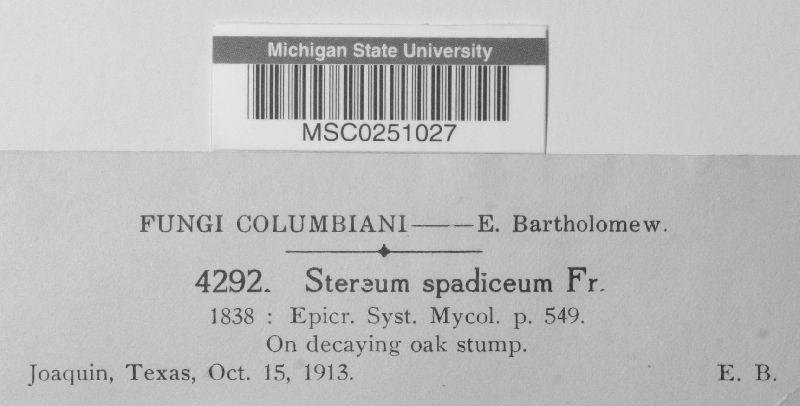 Michigan State University
MSC0251027
FUNGI COLUMBIANI——E. Bartholomew.
4292. Stereum spadiceum Fr.
1838 : Epicr. Syst. Mycol. p. 549.
On decaying oak stump.
Joaquin, Texas, Oct. 15, 1913. E. B.